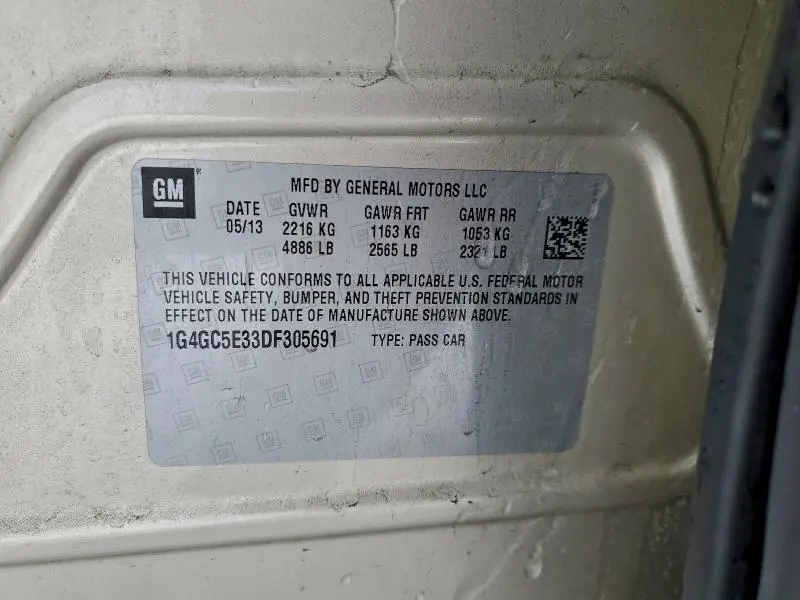 GM ®
MFD BY GENERAL MOTORS LLC
DATE GVWR GAWR FRT GAWR RR
05/13 2216 KG 1163 KG 1053 KG
4886 LB 2565 LB 2321 LB
THIS VEHICLE CONFORMS TO ALL APPLICABLE U.S. FEDERAL MOTOR
VEHICLE SAFETY, BUMPER, AND THEFT PREVENTION STANDARDS IN
EFFECT ON THE DATE OF MANUFACTURE SHOWN ABOVE.
1G4GC5E33DF305691 TYPE: PASS CAR